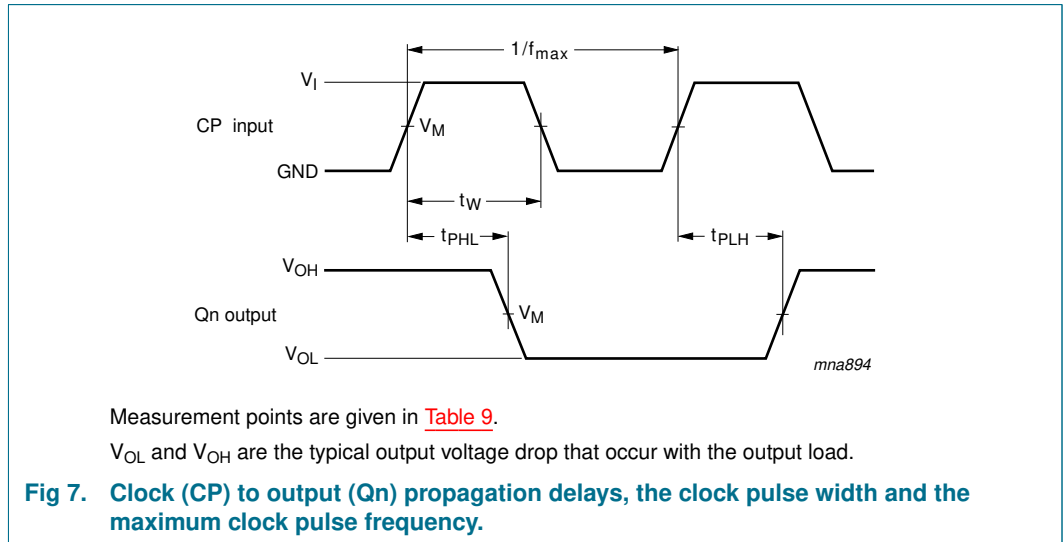 1/fmax
VI
CP input
VM
GND
tW
tPHL
tPLH
VOH
Qn output
VM
VOL
mna894
Measurement points are given in Table 9.
VOL and VOH are the typical output voltage drop that occur with the output load.
Fig 7. Clock (CP) to output (Qn) propagation delays, the clock pulse width and the
maximum clock pulse frequency.